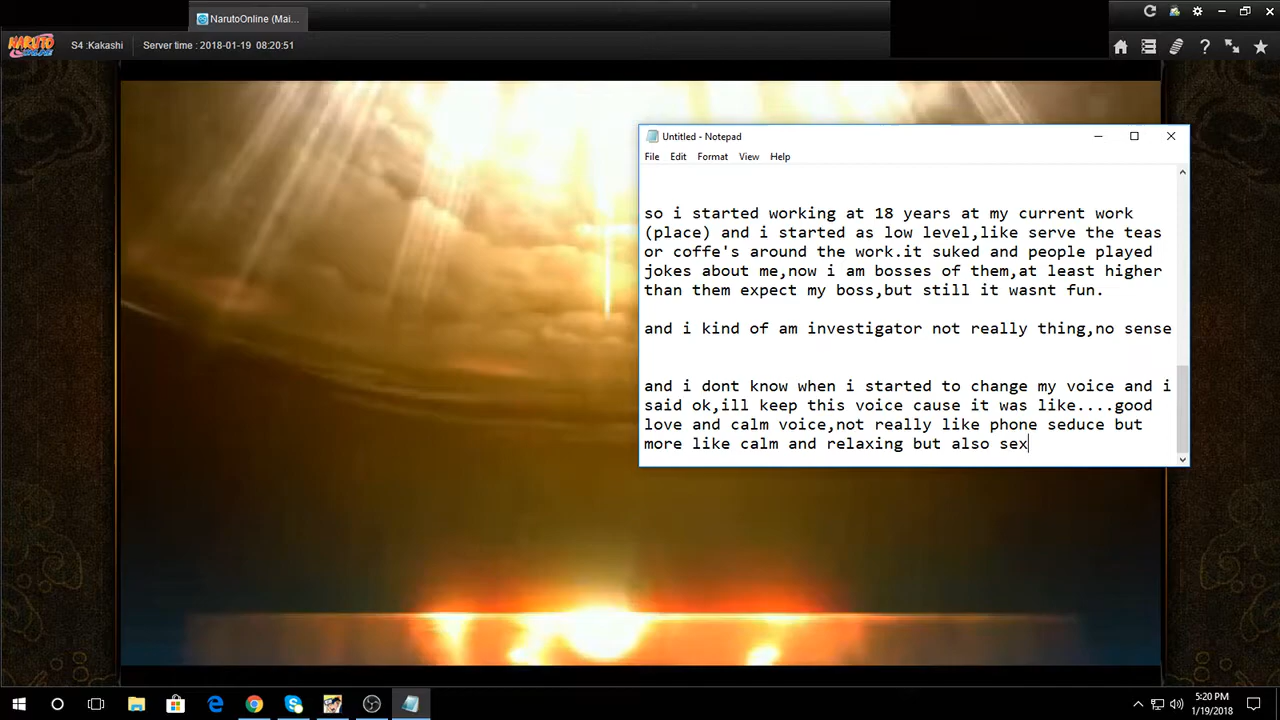 NarutoOnline (Mai...
NARUTO
ONLINE
S4 :Kakashi
Server time : 2018-01-19 08:20:51
Untitled - Notepad
File Edit Format View Help
so i started working at 18 years at my current work
(place) and i started as low level,like serve the teas
or coffe's around the work.it suked and people played
jokes about me,now i am bosses of them,at least higher
than them expect my boss,but still it wasnt fun.
and i kind of am investigator not really thing,no sense
and i dont know when i started to change my voice and i
said ok,ill keep this voice cause it was like....good
love and calm voice,not really like phone seduce but
more like calm and relaxing but also sex
5:20 PM
1/19/2018